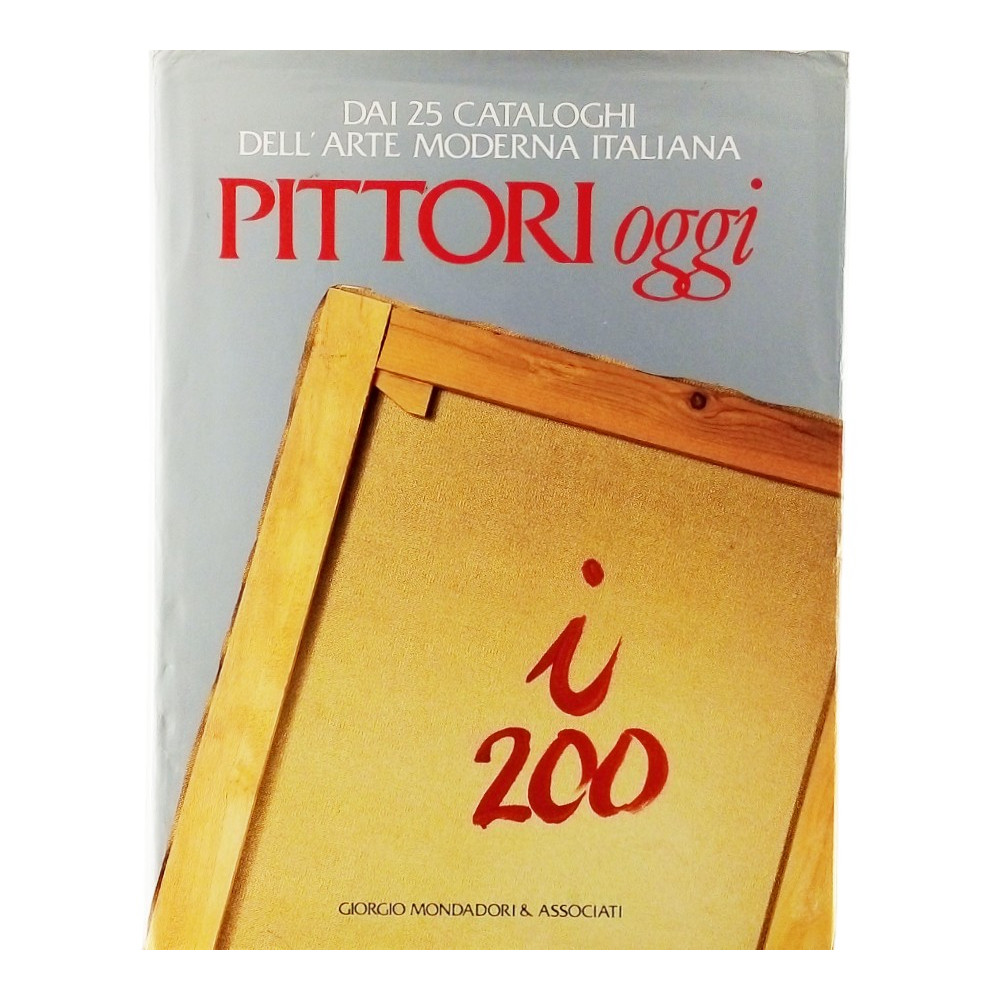 DAI 25 CATALOGHI
DELL'ARTE MODERNA ITALIANA
PITTORI oggi
i
200
GIORGIO MONDADORI & ASSOCIATI